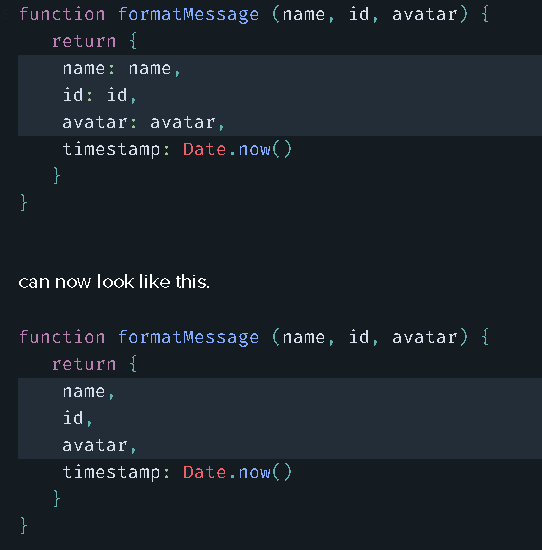 function formatMessage (name, id, avatar) {
return {
name: name,
id: id,
avatar: avatar,
timestamp: Date.now()
}
}
can now look like this.
function formatMessage (name, id, avatar) {
return {
name,
id,
avatar,
timestamp: Date.now()
}
}